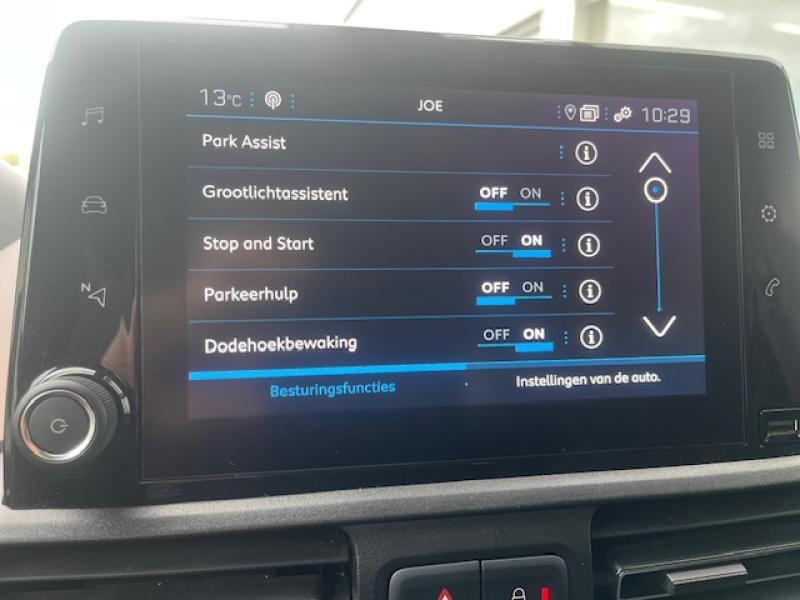 13°C JOE 10:29
Park Assist
Grootlichtassistent OFF ON
Stop and Start OFF ON
N
Parkeerhulp OFF ON
Dodehoekbewaking OFF ON
Besturingsfuncties Instellingen van de auto.